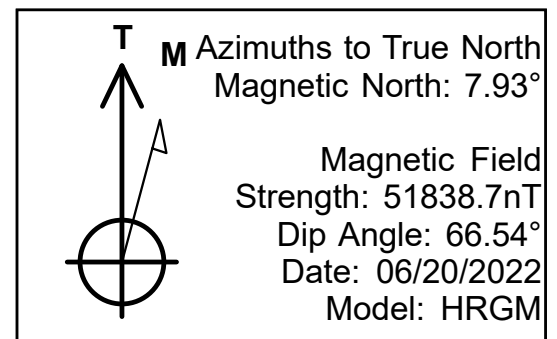 T
M Azimuths to True North
Magnetic North: 7.93°
Magnetic Field
Strength: 51838.7nT
Dip Angle: 66.54°
Date: 06/20/2022
Model: HRGM